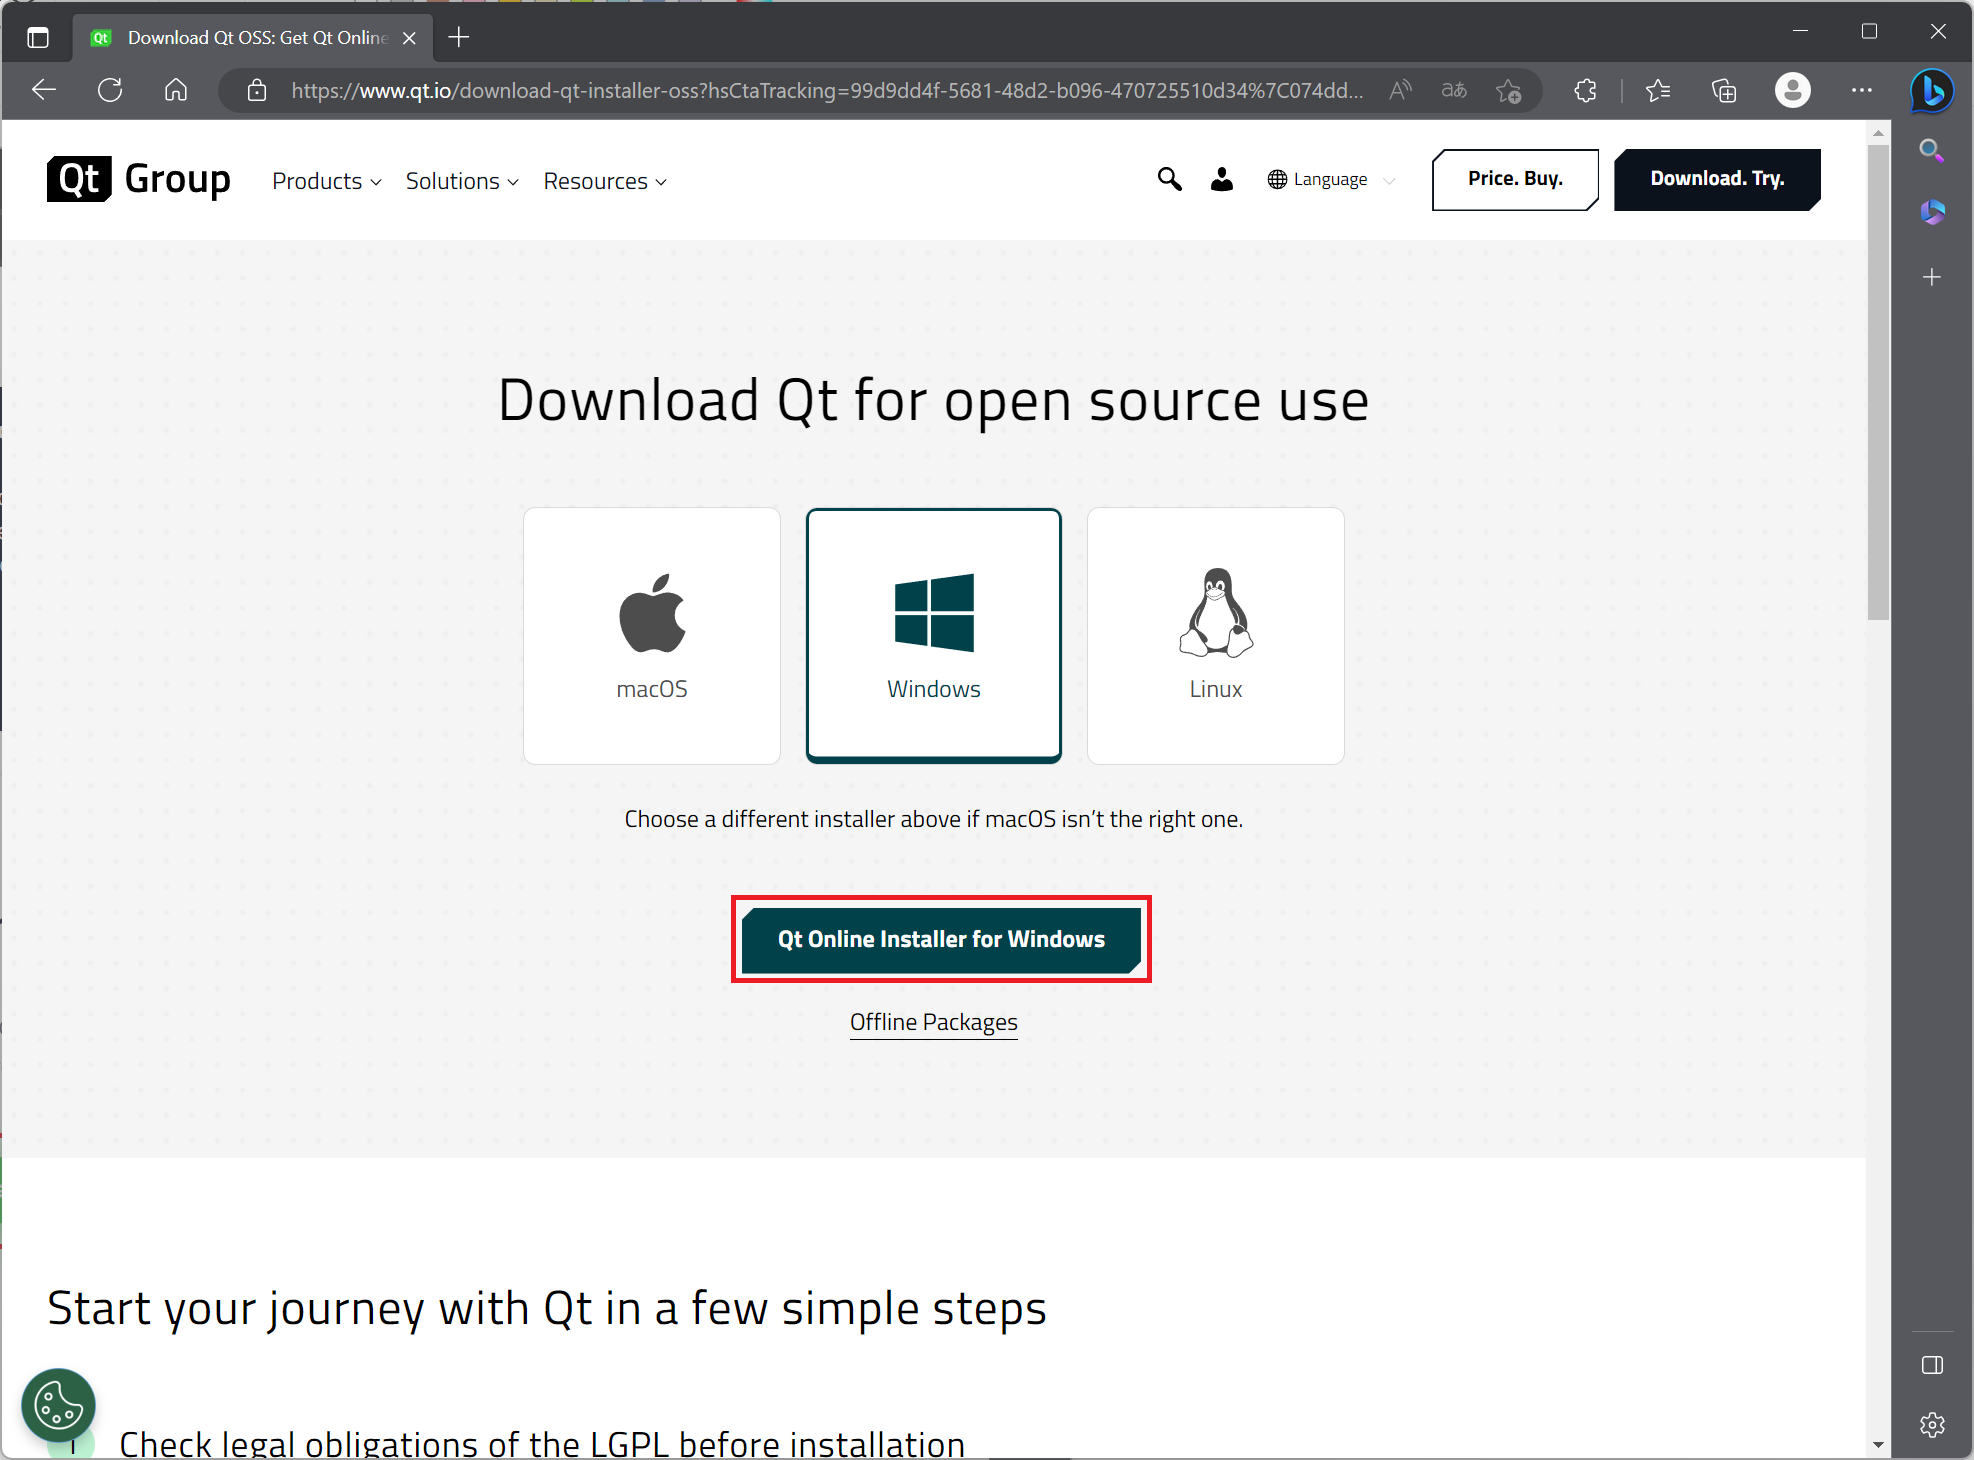 Qt Download Qt OSS: Get Qt Online
https://www.qt.io/download-qt-installer-oss?hsCtaTracking=99d9dd4f-5681-48d2-b096-470725510d34%7C074dd...
A
aあ
Qt Group Products Solutions Resources Language Price. Buy. Download. Try.
Download Qt for open source use
macOS Windows Linux
Choose a different installer above if macOS isn’t the right one.
Qt Online Installer for Windows
Offline Packages
Start your journey with Qt in a few simple steps
Check legal obligations of the LGPL before installation